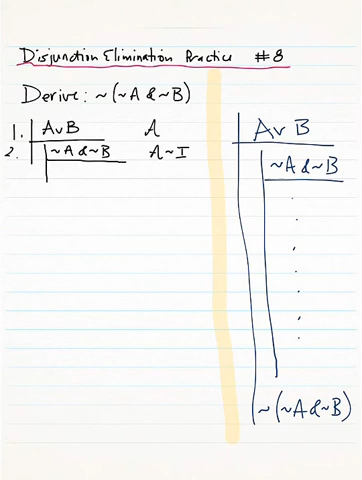 Disjunction Elimination Practice #8
Derive: ~(~A & ~B)
1. A v B A
2. ~A & ~B A ~ I
A v B
~A & ~B
.
.
.
.
.
.
.
~(~A & ~B)